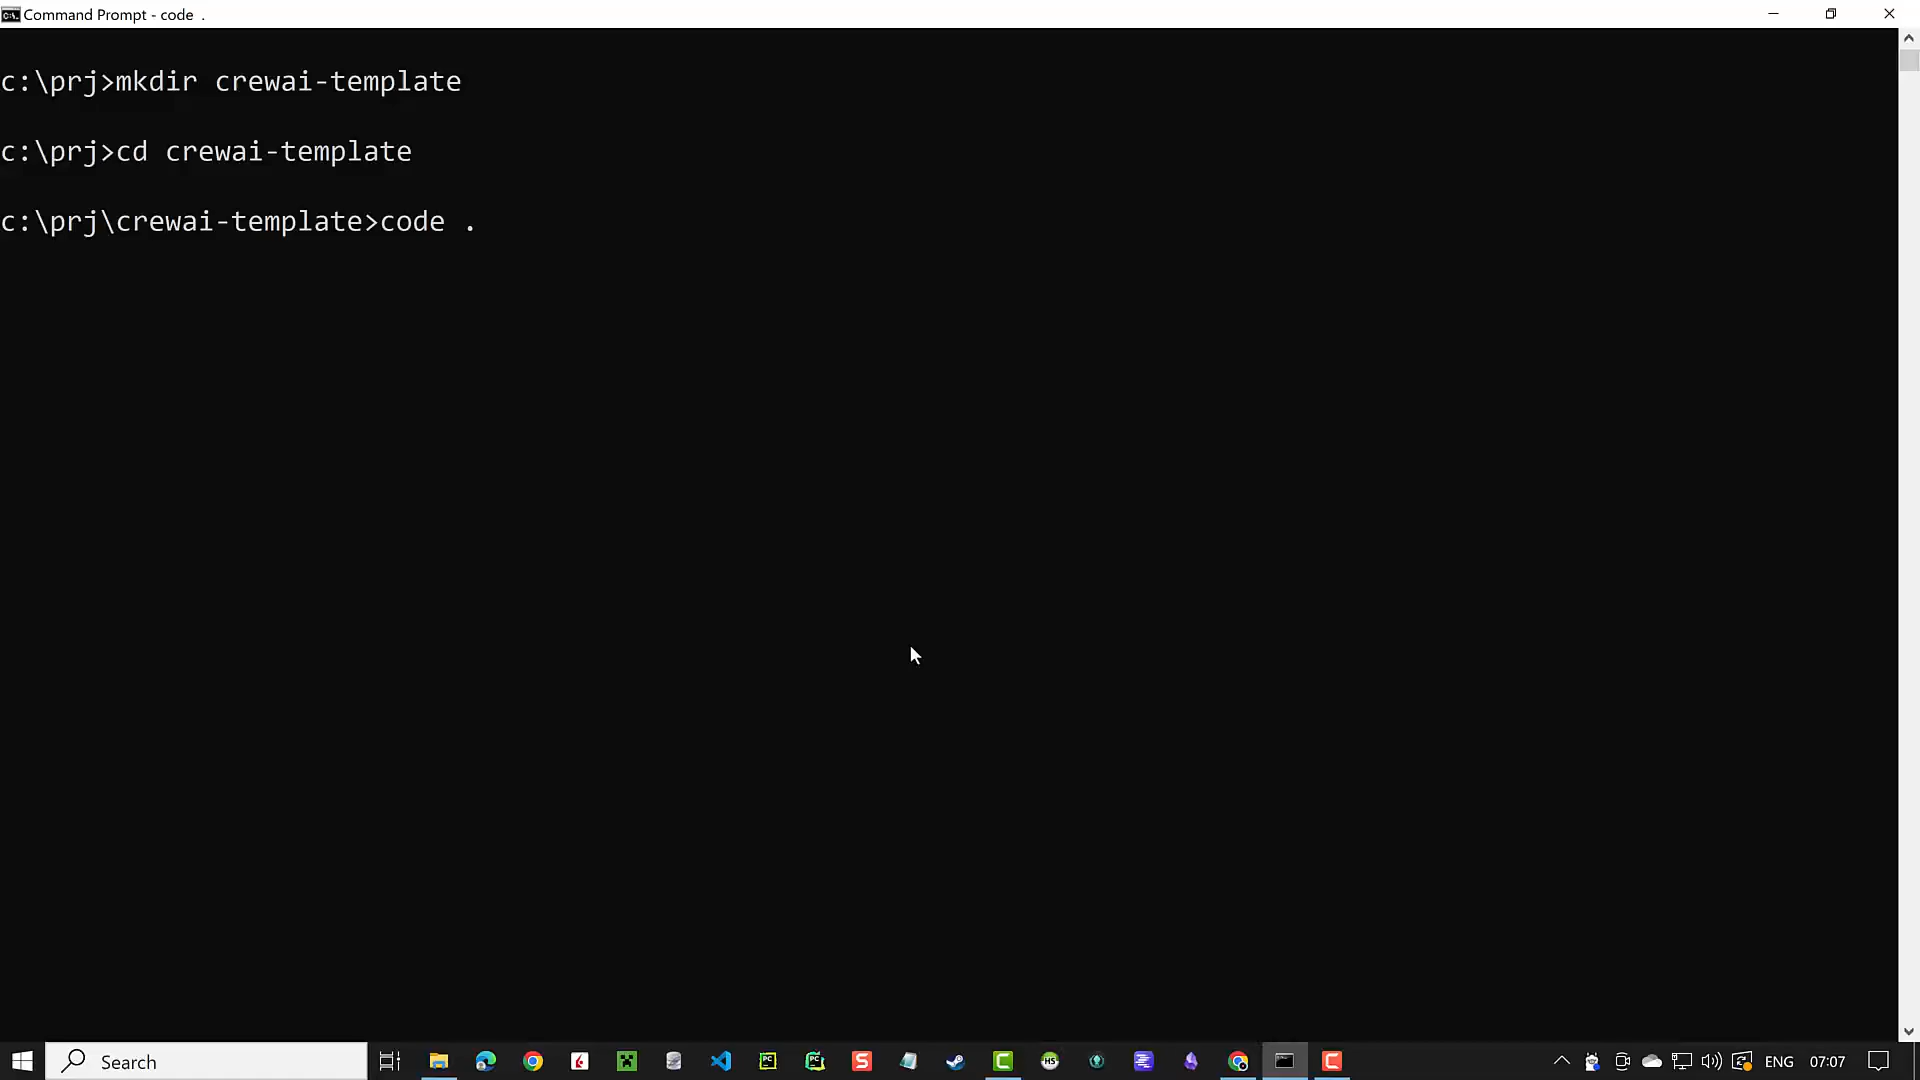 Command Prompt - code  .
c:\prj>mkdir crewai-template
c:\prj>cd crewai-template
c:\prj\crewai-template>code .
Search
ENG
07:07